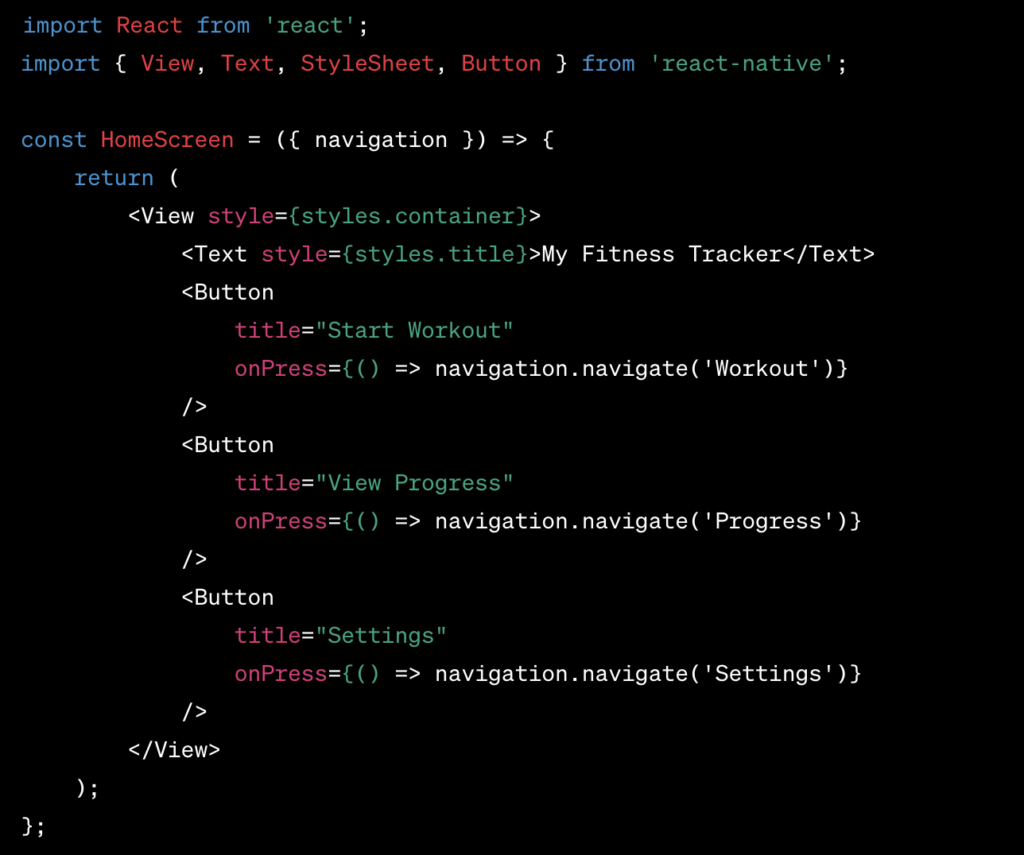 import React from 'react';
import { View, Text, StyleSheet, Button } from 'react-native';

const HomeScreen = ({ navigation }) => {
    return (
        <View style={styles.container}>
            <Text style={styles.title}>My Fitness Tracker</Text>
            <Button
                title="Start Workout"
                onPress={() => navigation.navigate('Workout')}
            />
            <Button
                title="View Progress"
                onPress={() => navigation.navigate('Progress')}
            />
            <Button
                title="Settings"
                onPress={() => navigation.navigate('Settings')}
            />
        </View>
    );
};